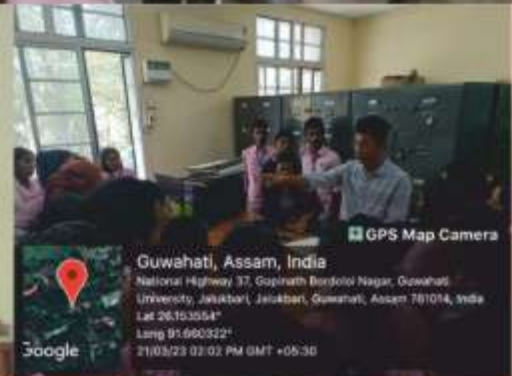 GPS Map Camera
Guwahati, Assam, India
National Highway 37, Gopinath Bordoloi Nagar, Guwahati
University, Jalukbari, Jalukbari, Guwahati, Assam 781014, India
Lat 26.153554°
Long 91.660322°
21/03/23 02:02 PM GMT +05:30
Google